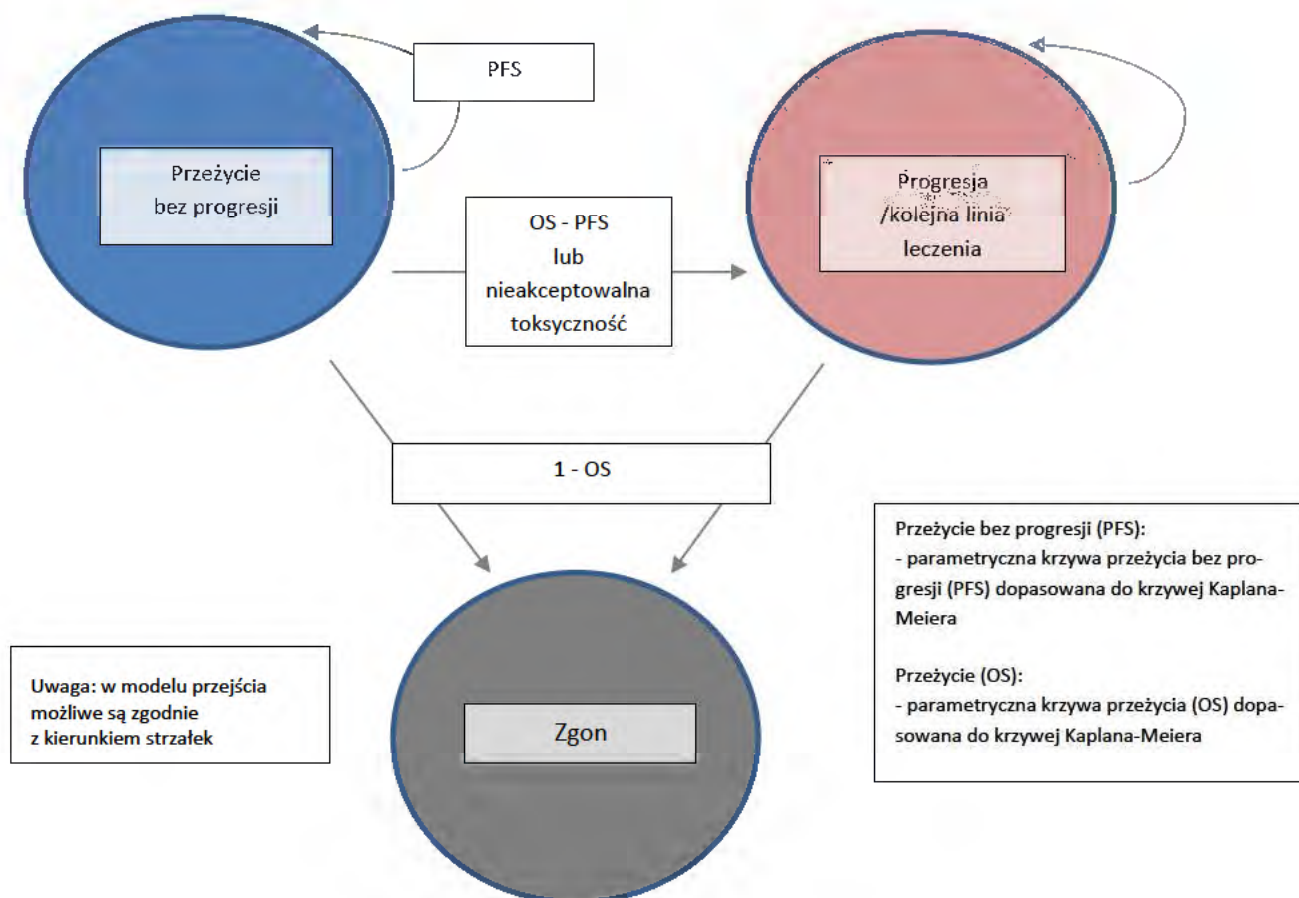 PFS
Przeżycie
bez progresji
Progresja
/kolejna linia
leczenia
OS - PFS
lub
nieakceptowalna
toksyczność
1 - OS
Przeżycie bez progresji (PFS):
- parametryczna krzywa przeżycia bez pro-
gresji (PFS) dopasowana do krzywej Kaplana-
Meiera
Przeżycie (OS):
- parametryczna krzywa przeżycia (OS) dopa-
sowana do krzywej Kaplana-Meiera
Uwaga: w modelu przejścia
możliwe są zgodnie
z kierunkiem strzałek
Zgon